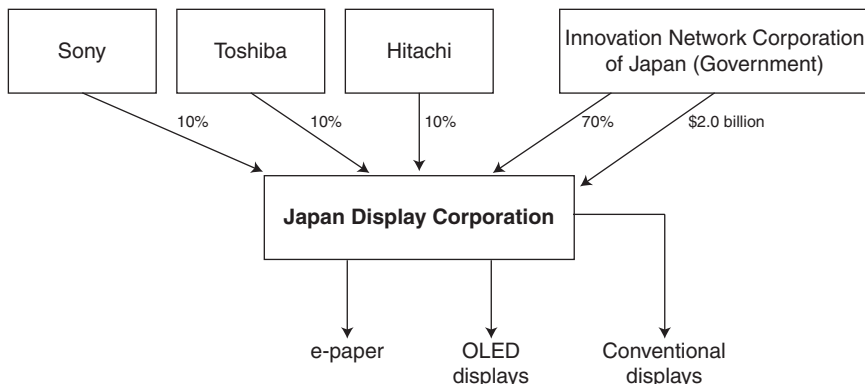 Sony
Toshiba
Hitachi
Innovation Network Corporation
of Japan (Government)
10%
10%
10%
70%
$2.0 billion
Japan Display Corporation
e-paper
OLED
displays
Conventional
displays